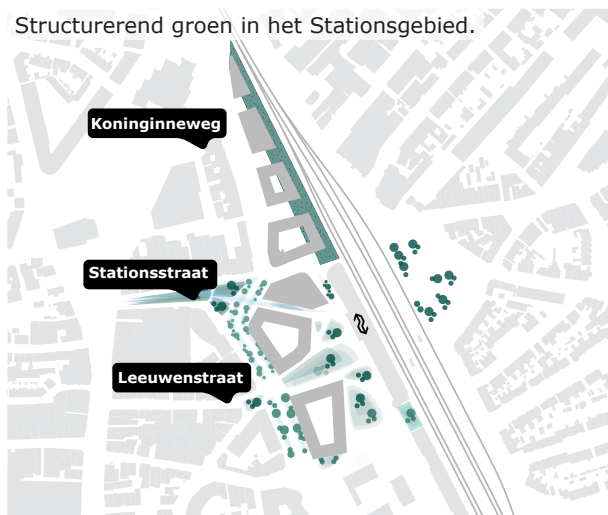 Structurerend groen in het Stationsgebied.
Koninginneweg
Stationsstraat
Leeuwenstraat